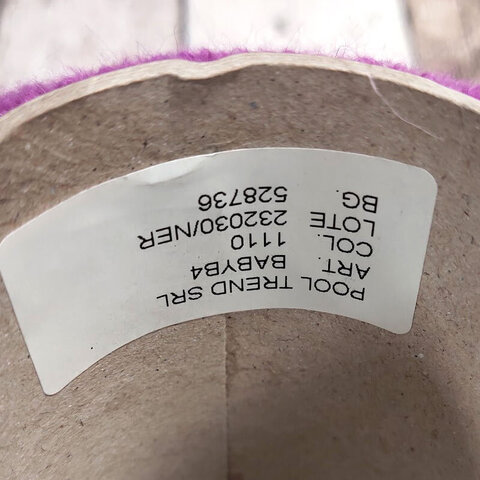 POOL TREND SRL
ART. BABYB4
COL. 1110
LOTE 232030/NER
BG. 528736